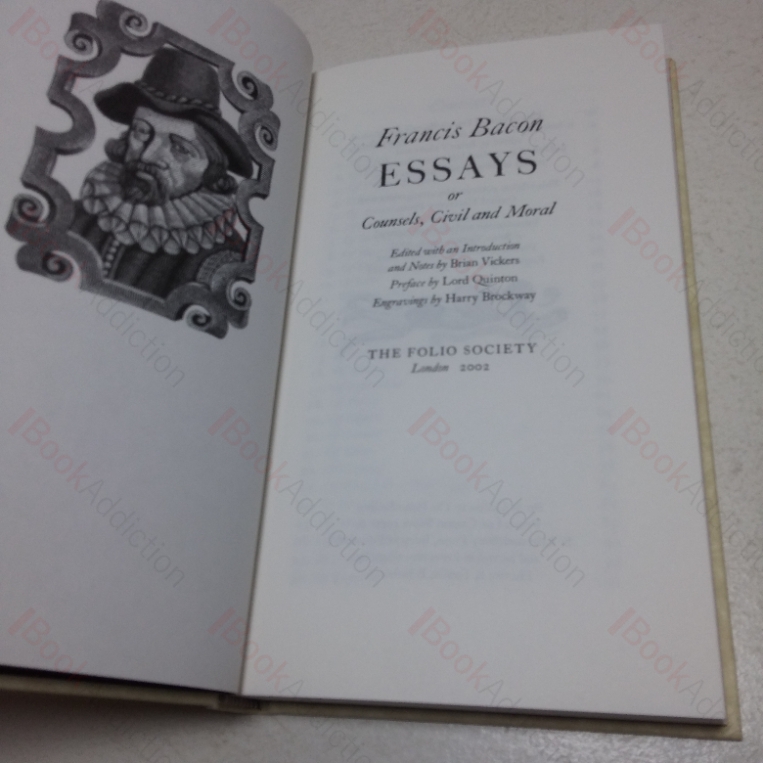 Francis Bacon
ESSAYS
or
Counsels, Civil and Moral
Edited with an Introduction
and Notes by Brian Vickers
Preface by Lord Quinton
Engravings by Harry Brockway
THE FOLIO SOCIETY
London 2002
BookAddiction